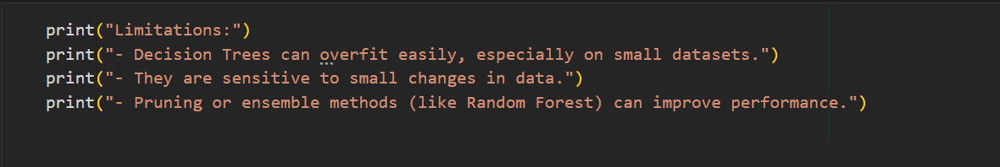 print("Limitations:")
print("- Decision Trees can overfit easily, especially on small datasets.")
print("- They are sensitive to small changes in data.")
print("- Pruning or ensemble methods (like Random Forest) can improve performance.")